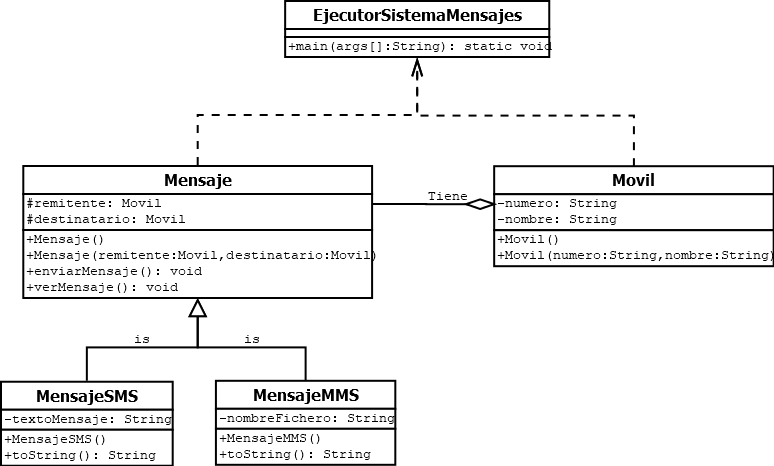 EjecutorSistemaMensajes
+main(args[]:String): static void
Mensaje
#remitente: Movil
#destinatario: Movil
+Mensaje()
+Mensaje(remitente:Movil,destinatario:Movil)
+enviarMensaje(): void
+verMensaje(): void
Tiene
Movil
-numero: String
-nombre: String
+Movil()
+Movil(numero:String,nombre:String)
is
is
MensajeSMS
-textoMensaje: String
+MensajeSMS()
+toString(): String
MensajeMMS
-nombreFichero: String
+MensajeMMS()
+toString(): String